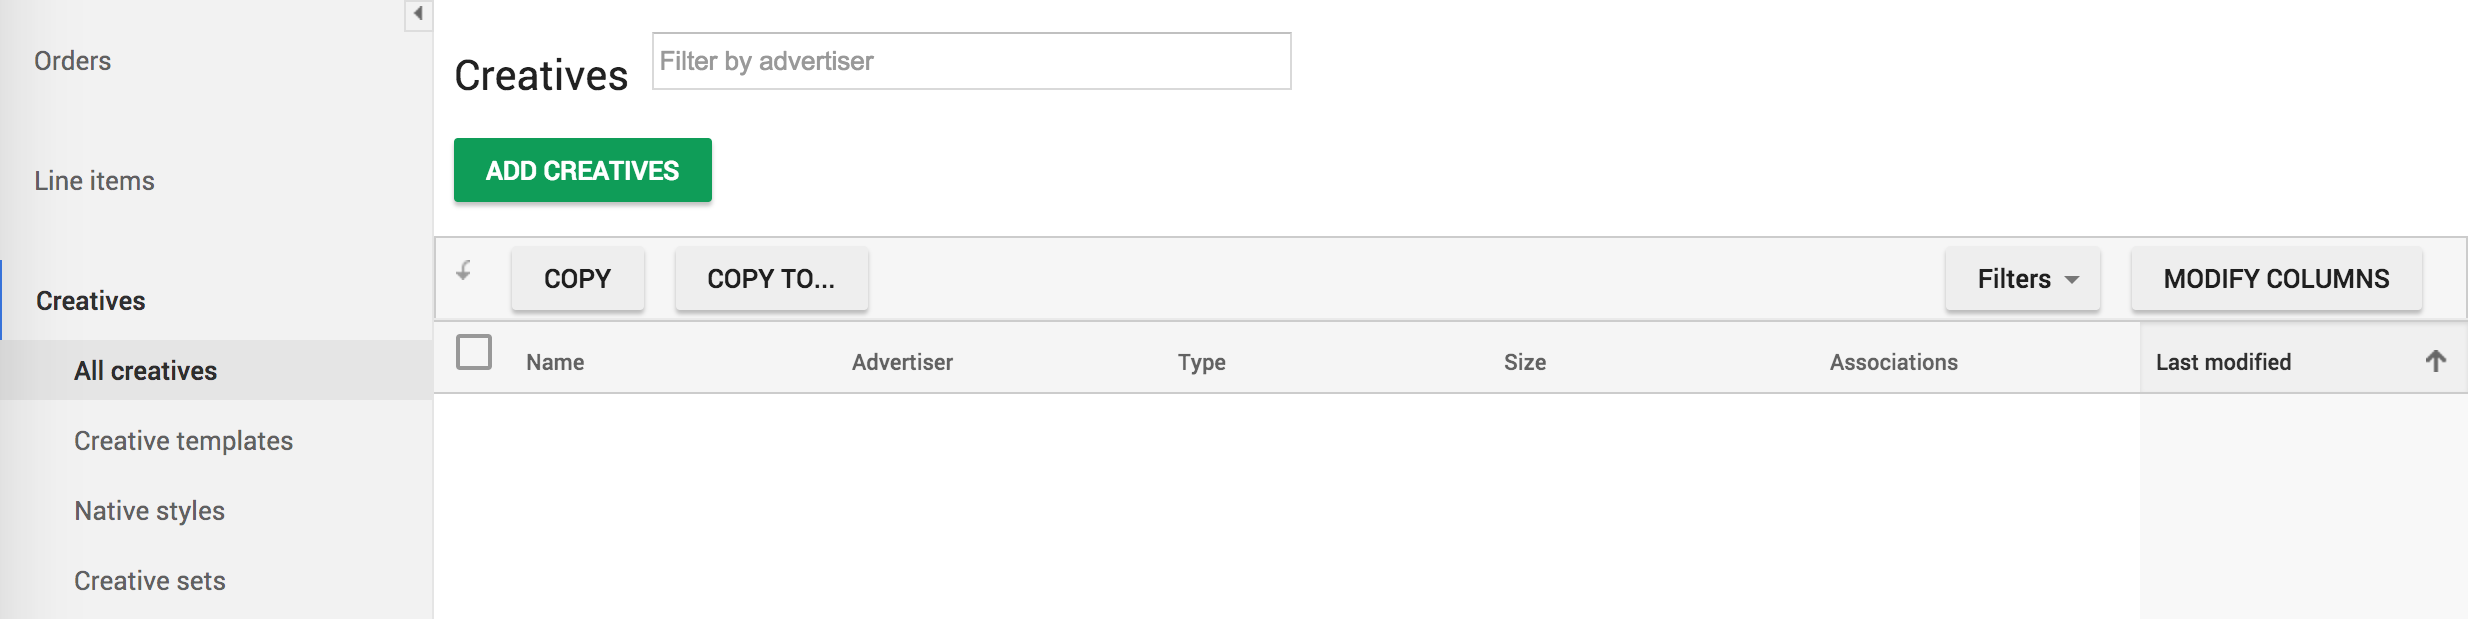 Orders
Line items
Creatives
All creatives
Creative templates
Native styles
Creative sets
Creatives
Filter by advertiser
ADD CREATIVES
COPY COPY TO... Filters MODIFY COLUMNS
Name Advertiser Type Size Associations Last modified